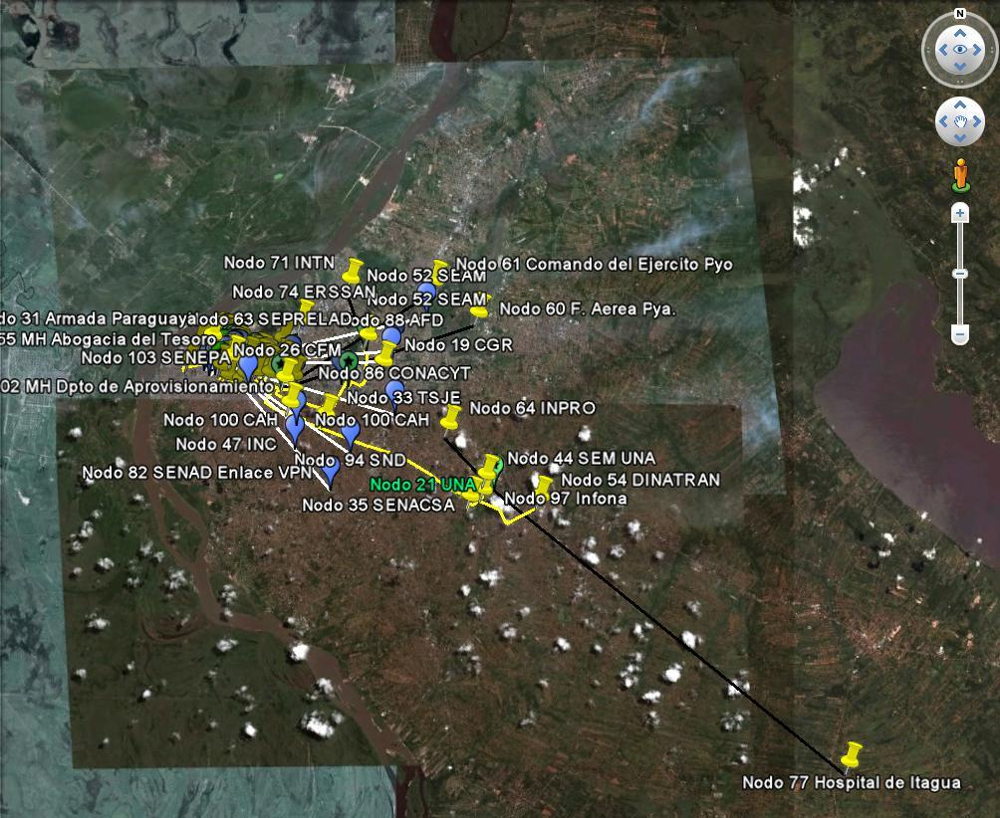 N
Nodo 71 INTN
Nodo 61 Comando del Ejercito Pyo
Nodo 52 SEAM
Nodo 74 ERSSAN
Nodo 52 SEAM
Nodo 60 F. Aerea Pya.
do 31 Armada Paraguaya
odo 63 SEPRELAD
odo 88 AFD
55 MH Abogacia del Tesoro
Nodo 19 CGR
Nodo 103 SENEPA
Nodo 26 CFM
Nodo 86 CONACYT
02 MH Dpto de Aprovisionamiento
Nodo 33 TSJE
Nodo 64 INPRO
Nodo 100 CAH
Nodo 100 CAH
Nodo 47 INC
Nodo 94 SND
Nodo 44 SEM UNA
Nodo 82 SENAD Enlace VPN
Nodo 21 UNA
Nodo 54 DINATRAN
Nodo 97 Infona
Nodo 35 SENACSA
Nodo 77 Hospital de Itagua